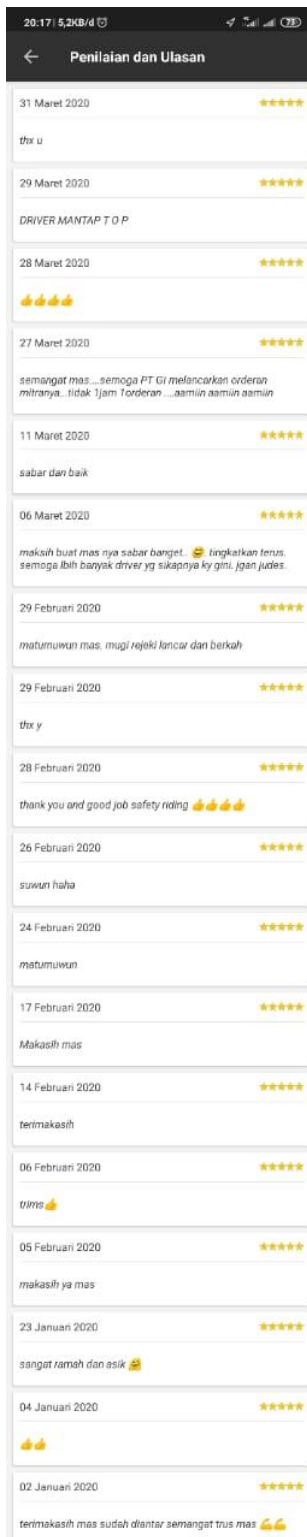 20:17 | 5,2KB/d
73
Penilaian dan Ulasan
31 Maret 2020
thx u
29 Maret 2020
DRIVER MANTAP T O P
28 Maret 2020
👍👍👍👍
27 Maret 2020
semangat mas....semoga PT GI melancarkan orderan
mitranya...tidak 1jam 1orderan ....aamiin aamiin aamiin
11 Maret 2020
sabar dan baik
06 Maret 2020
maksih buat mas nya sabar banget.. 😄 tingkatkan terus.
semoga lbih banyak driver yg sikapnya ky gini. jgan judes.
29 Februari 2020
maturnuwun mas, mugi rejeki lancar dan berkah
29 Februari 2020
thx y
28 Februari 2020
thank you and good job safety riding 👍👍👍👍
26 Februari 2020
suwun haha
24 Februari 2020
maturnuwun
17 Februari 2020
Makasih mas
14 Februari 2020
terimakasih
06 Februari 2020
trims👍
05 Februari 2020
makasih ya mas
23 Januari 2020
sangat ramah dan asik 🤗
04 Januari 2020
👍👍
02 Januari 2020
terimakasih mas sudah diantar semangat trus mas 💪💪